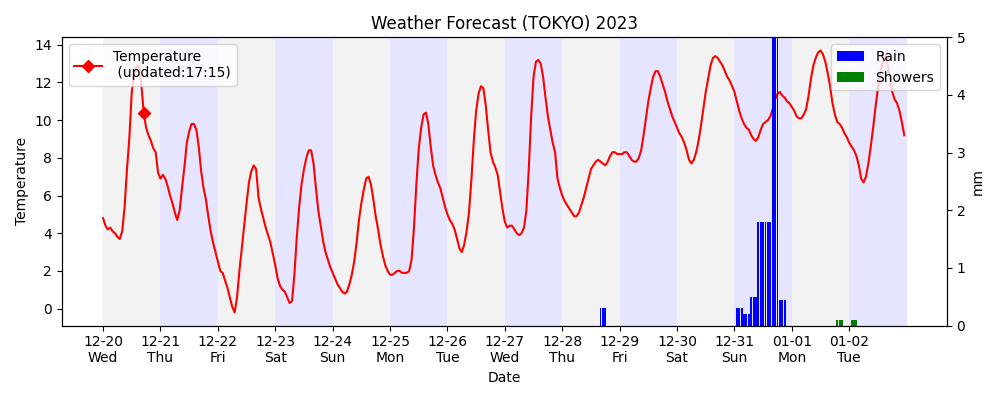 Weather Forecast (TOKYO) 2023
Temperature
(updated:17:15)
Rain
Showers
Temperature
14
12
10
8
6
4
2
0
5
4
3
2
1
0
mm
12-20 12-21 12-22 12-23 12-24 12-25 12-26 12-27 12-28 12-29 12-30 12-31 01-01 01-02
Wed Thu Fri Sat Sun Mon Tue Wed Thu Fri Sat Sun Mon Tue
Date